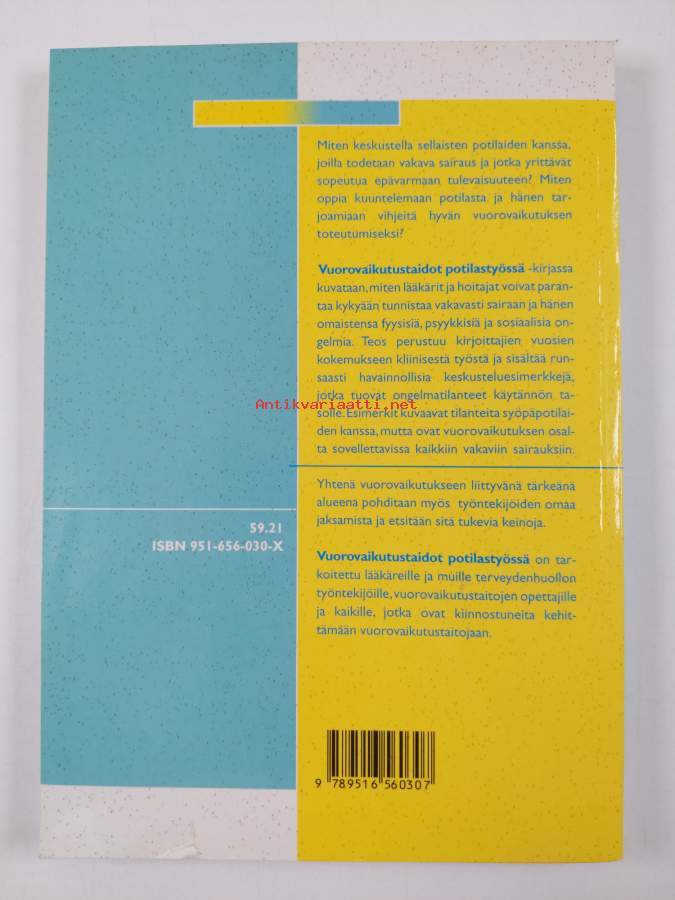 Miten keskustella sellaisten potilaiden kanssa,
joilla todetaan vakava sairaus ja jotka yrittävät
sopeutua epävarmaan tulevaisuuteen? Miten
oppia kuuntelemaan potilasta ja hänen tar-
joamiaan vihjeitä hyvän vuorovaikutuksen
toteutumiseksi?
Vuorovaikutustaidot potilastyössä -kirjassa
kuvataan, miten lääkärit ja hoitajat voivat paran-
taa kykyään tunnistaa vakavasti sairaan ja hänen
omaistensa fyysisiä, psyykkisiä ja sosiaalisia on-
gelmia. Teos perustuu kirjoittajien vuosien
kokemukseen kliinisestä työstä ja sisältää run-
saasti havainnollisia keskusteluesimerkkejä,
jotka tuovat ongelmatilanteet käytännön ta-
solle. Esimerkit kuvaavat tilanteita syöpäpotilai-
den kanssa, mutta ovat vuorovaikutuksen osal-
ta sovellettavissa kaikkiin vakaviin sairauksiin.
Antikvariaatti.net
Yhtenä vuorovaikutukseen liittyvänä tärkeänä
alueena pohditaan myös työntekijöiden omaa
jaksamista ja etsitään sitä tukevia keinoja.
59.21
ISBN 951-656-030-X
Vuorovaikutustaidot potilastyössä on tar-
koitettu lääkäreille ja muille terveydenhuollon
työntekijöille, vuorovaikutustaitojen opettajille
ja kaikille, jotka ovat kiinnostuneita kehit-
tämään vuorovaikutustaitojaan.
9 789516 560307